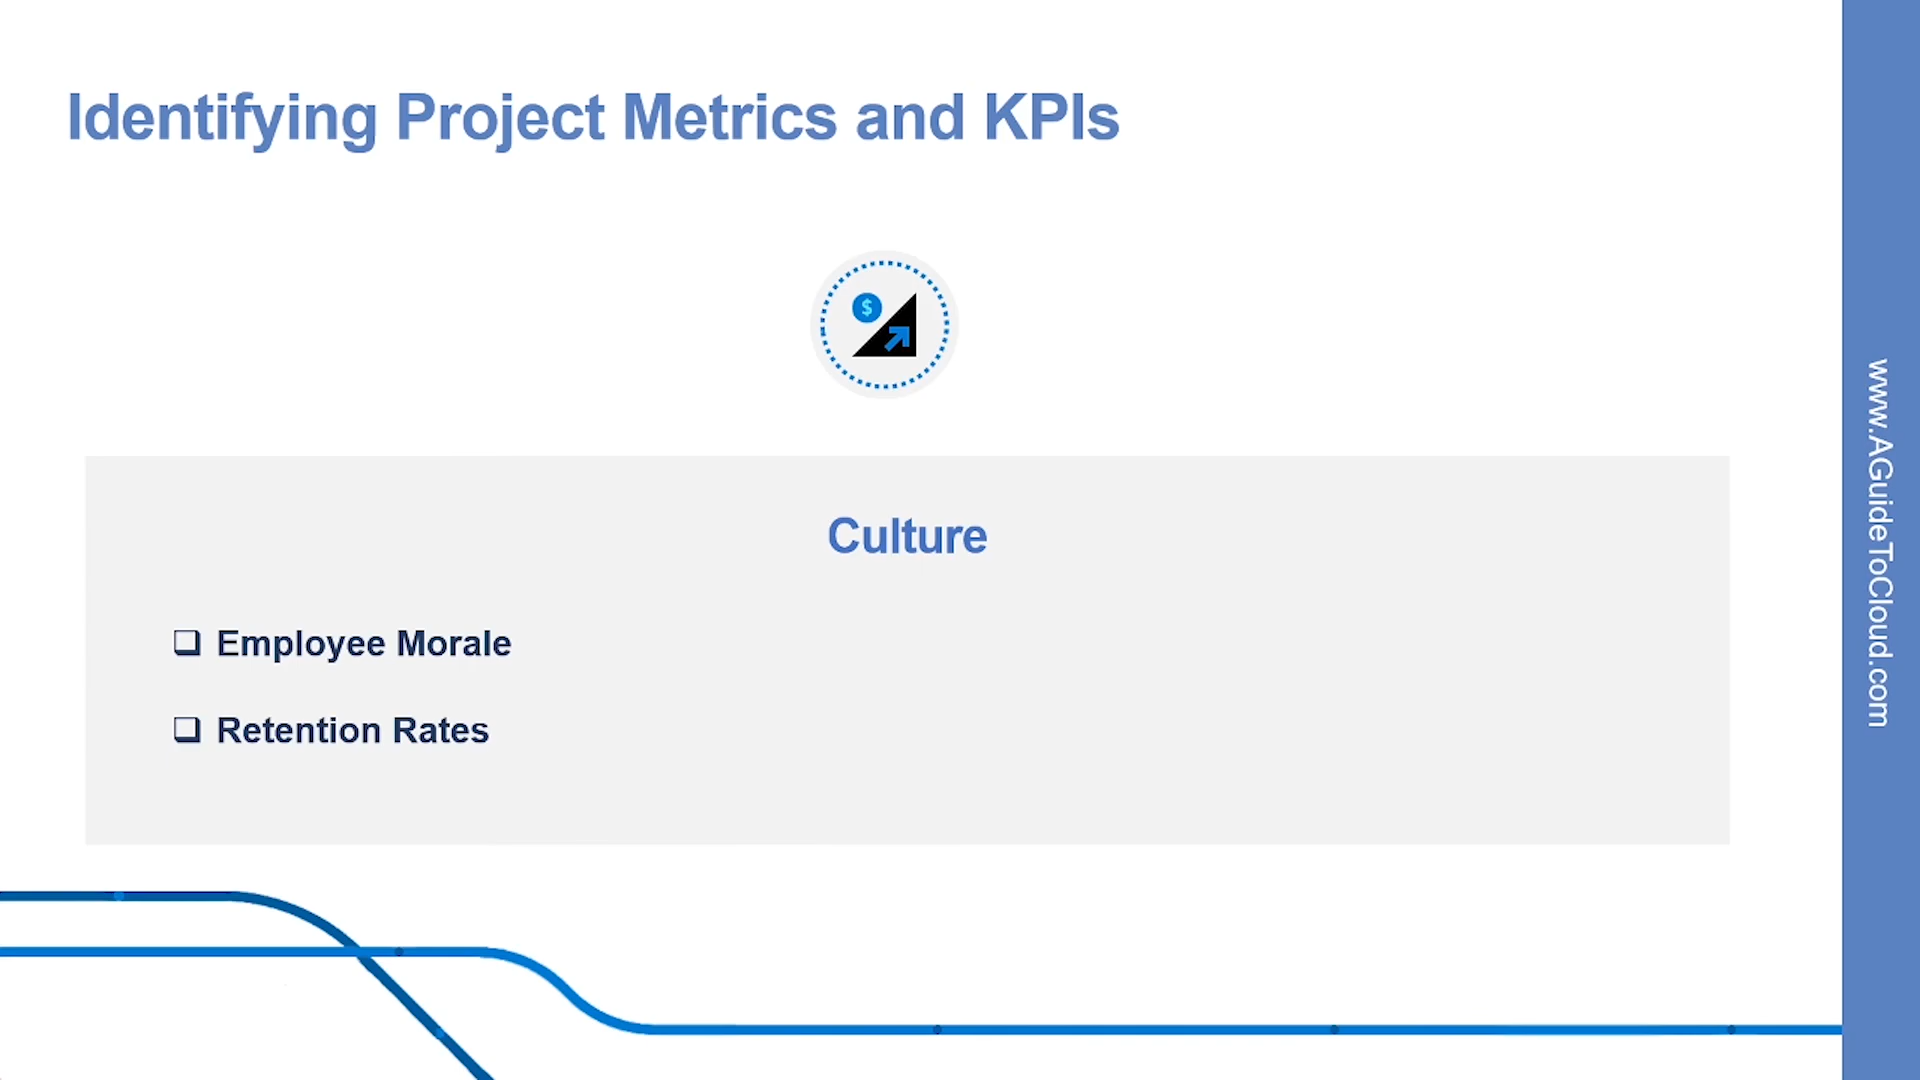 Identifying Project Metrics and KPIs
$
Culture
Employee Morale
Retention Rates
www.AGuideToCloud.com